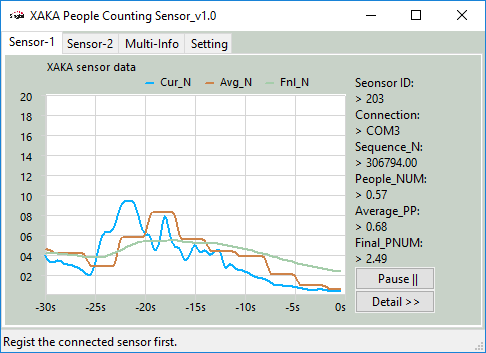 XAKA People Counting Sensor_v1.0
Sensor-1 Sensor-2 Multi-Info Setting
XAKA sensor data
Cur_N Avg_N Fnl_N
20
18
16
14
12
10
08
06
04
02
-30s -25s -20s -15s -10s -5s 0s
Seonsor ID:
> 203
Connection:
> COM3
Sequence_N:
> 306794.00
People_NUM:
> 0.57
Average_PP:
> 0.68
Final_PNUM:
> 2.49
Pause ||
Detail >>
Regist the connected sensor first.